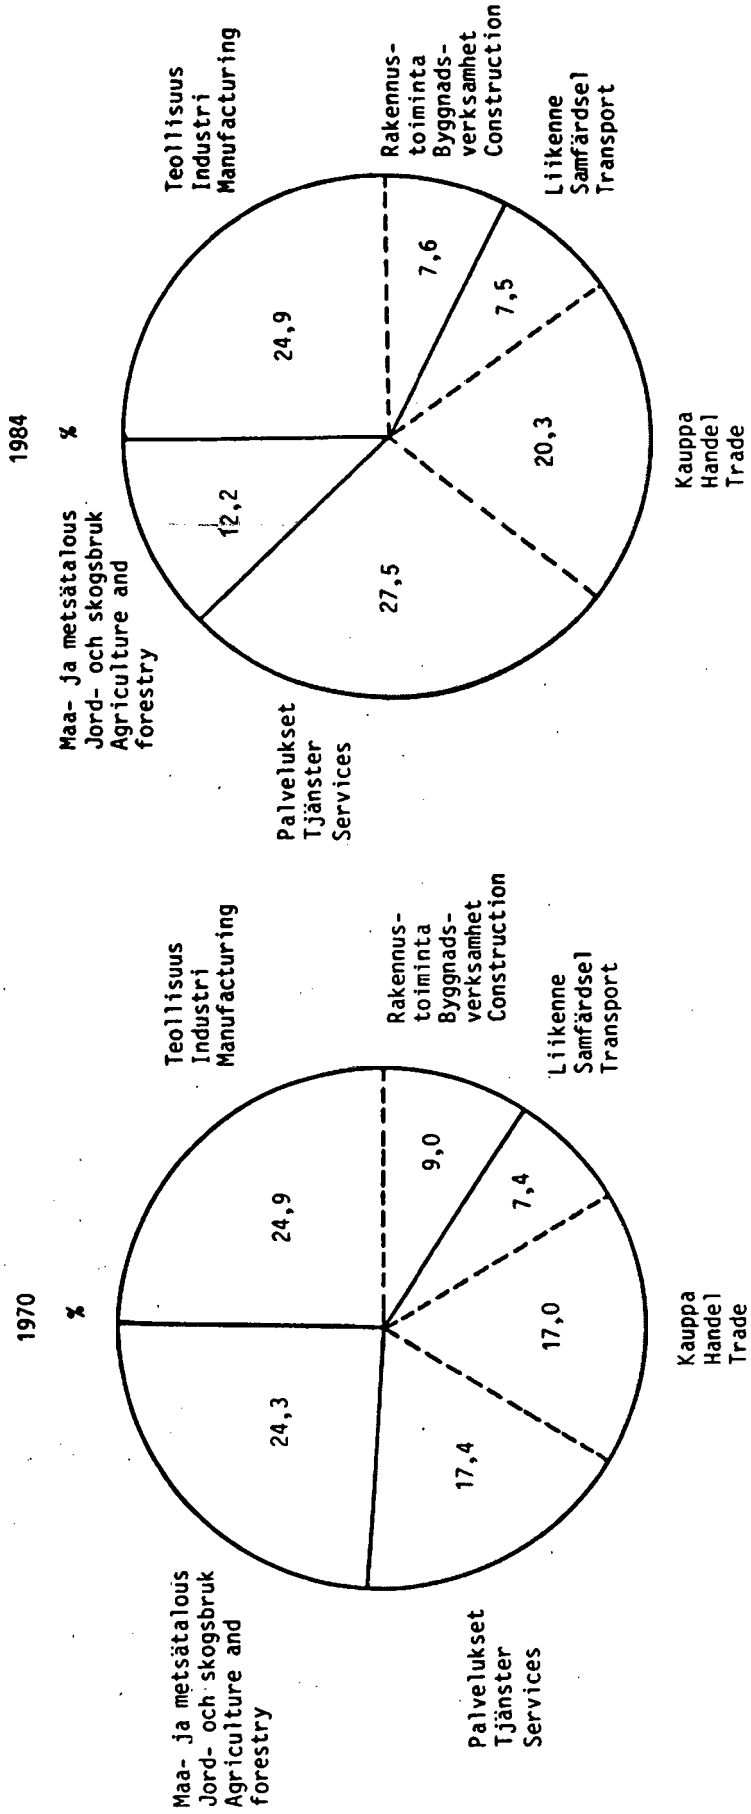 1970
%
Maa- ja metsätalous
Jord- och skogsbruk
Agriculture and
forestry
24,3
24,9
Teollisuus
Industri
Manufacturing
9,0
Rakennus-
toiminta
Byggnads-
verksamhet
Construction
7,4
Liikenne
Samfärdsel
Transport
17,0
Kauppa
Handel
Trade
17,4
Palvelukset
Tjänster
Services
1984
%
Maa- ja metsätalous
Jord- och skogsbruk
Agriculture and
forestry
12,2
24,9
Teollisuus
Industri
Manufacturing
7,6
Rakennus-
toiminta
Byggnads-
verksamhet
Construction
7,5
Liikenne
Samfärdsel
Transport
20,3
Kauppa
Handel
Trade
27,5
Palvelukset
Tjänster
Services